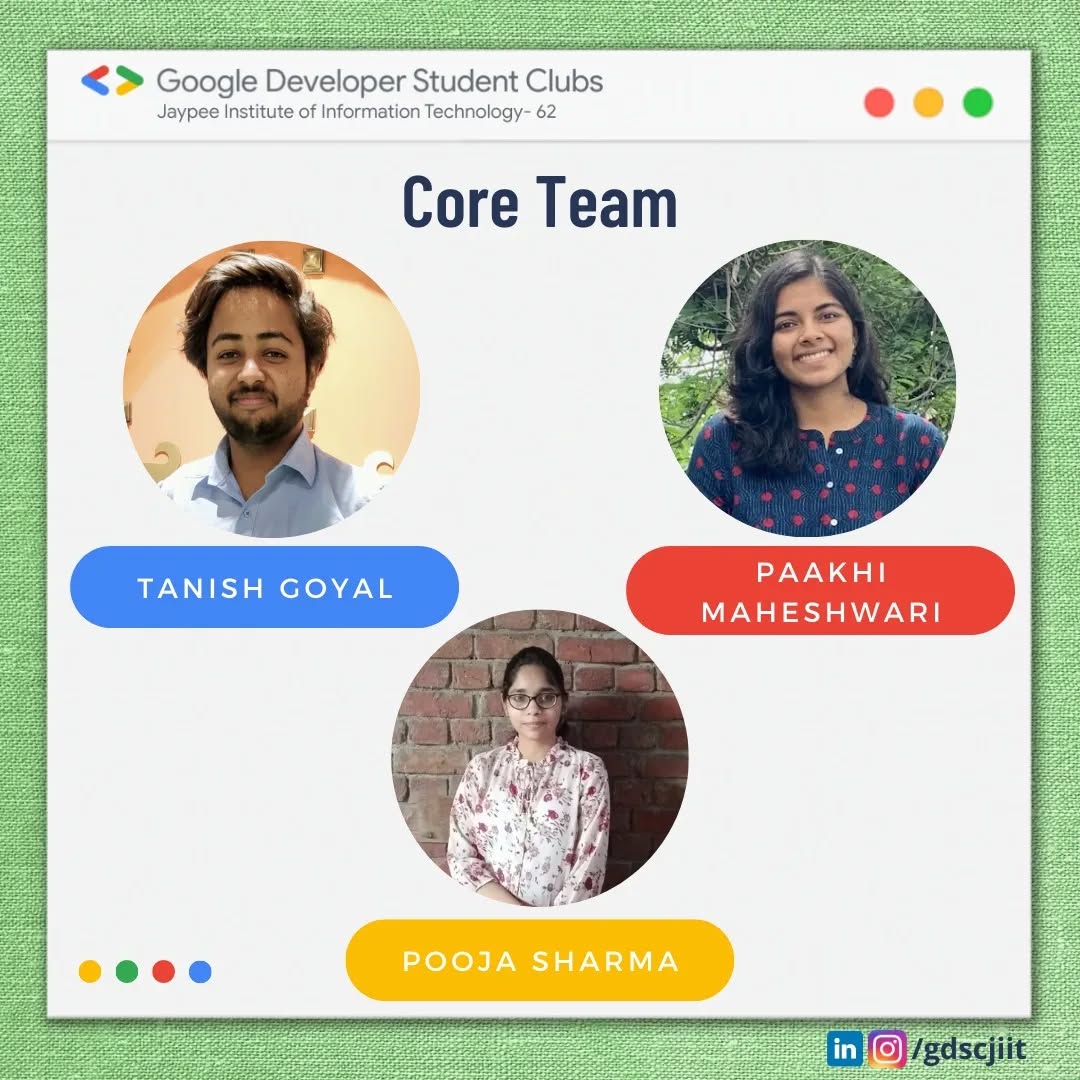 Google Developer Student Clubs
Jaypee Institute of Information Technology- 62
Core Team
TANISH GOYAL
PAAKHI
MAHESHWARI
POOJA SHARMA
in /gdscjiit